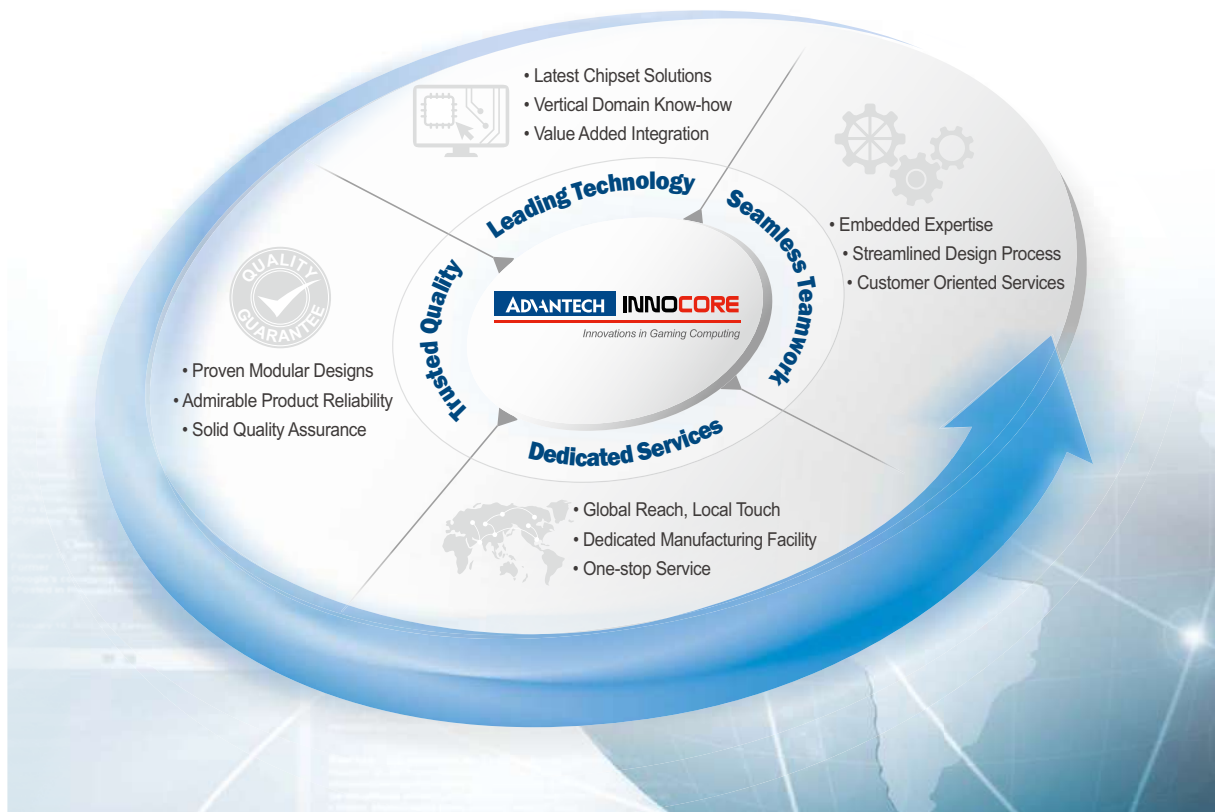 • Latest Chipset Solutions
• Vertical Domain Know-how
• Value Added Integration
Leading Technology
Seamless Teamwork
• Embedded Expertise
• Streamlined Design Process
• Customer Oriented Services
QUALITY
GUARANTEE
Trusted Quality
• Proven Modular Designs
• Admirable Product Reliability
• Solid Quality Assurance
ADVANTECH INNOCORE
Innovations in Gaming Computing
Dedicated Services
• Global Reach, Local Touch
• Dedicated Manufacturing Facility
• One-stop Service